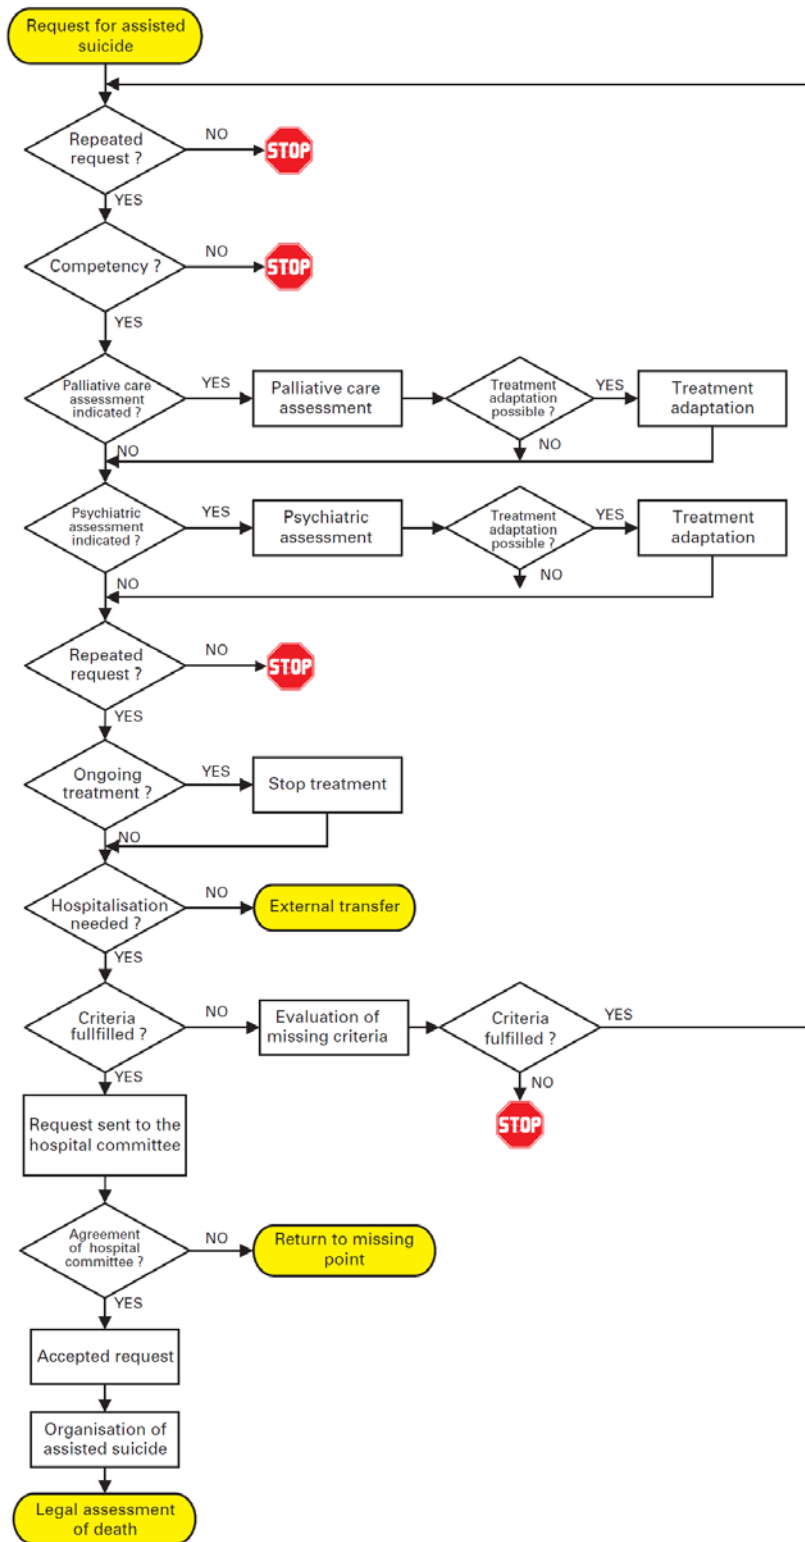 Request for assisted
suicide
Repeated
request ?
NO
STOP
YES
Competency ?
NO
STOP
YES
Palliative care
assessment
indicated ?
YES
Palliative care
assessment
Treatment
adaptation
possible ?
YES
Treatment
adaptation
NO
NO
Psychiatric
assessment
indicated ?
YES
Psychiatric
assessment
Treatment
adaptation
possible ?
YES
Treatment
adaptation
NO
NO
Repeated
request ?
NO
STOP
YES
Ongoing
treatment ?
YES
Stop treatment
NO
Hospitalisation
needed ?
NO
External transfer
YES
Criteria
fullfilled ?
NO
Evaluation of
missing criteria
Criteria
fulfilled ?
YES
YES
NO
STOP
Request sent to the
hospital committee
Agreement
of hospital
committee ?
NO
Return to missing
point
YES
Accepted request
Organisation of
assisted suicide
Legal assessment
of death